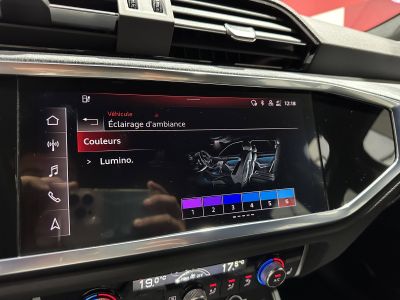 12:18
Véhicule
Éclairage d'ambiance
Couleurs
> Lumino.
1 2 3 4 5 6
19.0°C
17.5°C